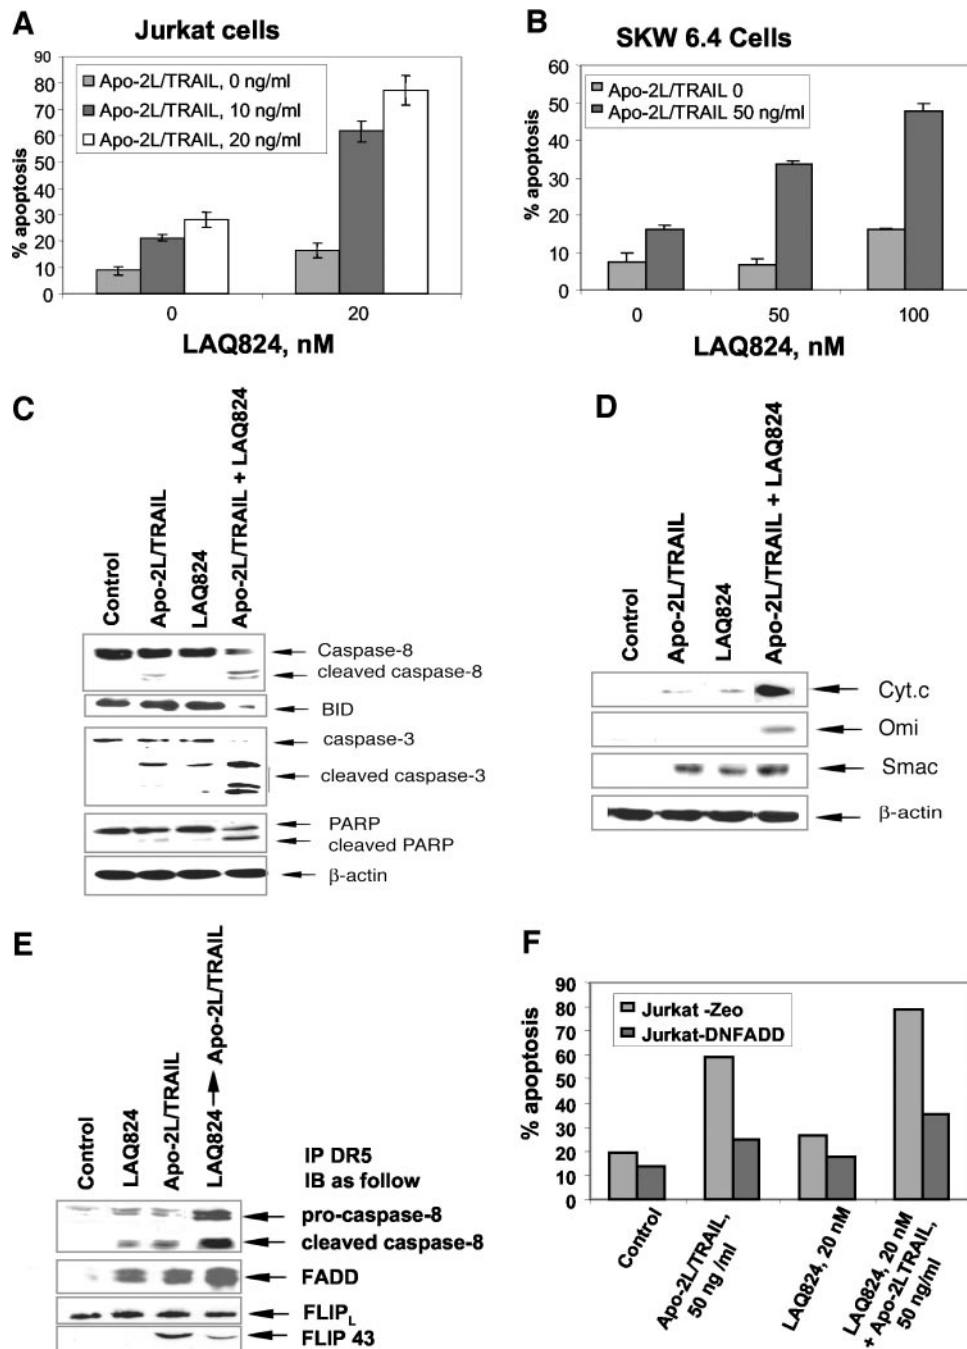 A
Jurkat cells
90
80
70
60
50
40
30
20
10
0
% apoptosis
Apo-2L/TRAIL, 0 ng/ml
Apo-2L/TRAIL, 10 ng/ml
Apo-2L/TRAIL, 20 ng/ml
0
20
LAQ824, nM
B
SKW 6.4 Cells
60
50
40
30
20
10
0
% apoptosis
Apo-2L/TRAIL 0
Apo-2L/TRAIL 50 ng/ml
0
50
100
LAQ824, nM
C
Control
Apo-2L/TRAIL
LAQ824
Apo-2L/TRAIL + LAQ824
Caspase-8
cleaved caspase-8
BID
caspase-3
cleaved caspase-3
PARP
cleaved PARP
β-actin
D
Control
Apo-2L/TRAIL
LAQ824
Apo-2L/TRAIL + LAQ824
Cyt.c
Omi
Smac
β-actin
E
Control
LAQ824
Apo-2L/TRAIL
LAQ824 → Apo-2L/TRAIL
IP DR5
IB as follow
pro-caspase-8
cleaved caspase-8
FADD
FLIPL
FLIP 43
F
90
80
70
60
50
40
30
20
10
0
% apoptosis
Jurkat -Zeo
Jurkat-DNFADD
Control
Apo-2L/TRAIL,
50 ng /ml
LAQ824, 20 nM
LAQ824, 20 nM
+ Apo-2L TRAIL,
50 ng/ml